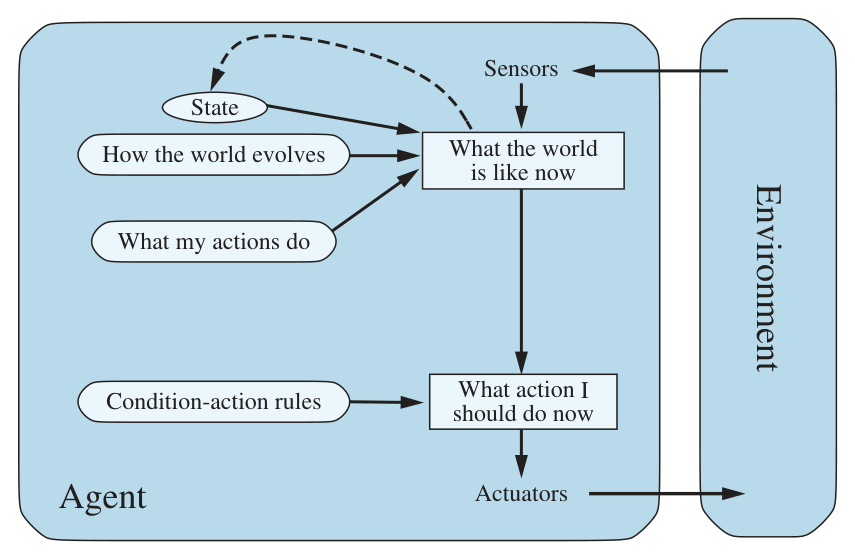 Sensors
State
How the world evolves
What the world
is like now
What my actions do
Environment
Condition-action rules
What action I
should do now
Agent
Actuators